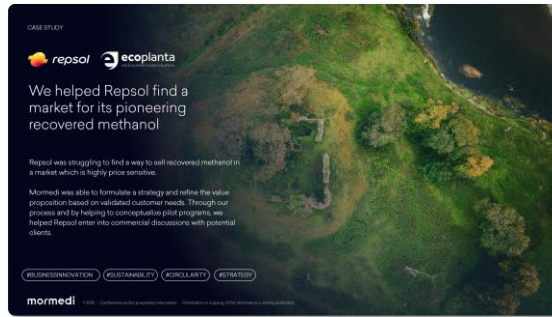 CASE STUDY
repsol
ecoplanta
We helped Repsol find a
market for its pioneering
recovered methanol
Repsol was struggling to find a way to sell recovered methanol in
a market which is highly price sensitive.
Mormedi was able to formulate a strategy and refine the value
proposition based on validated customer needs. Through our
process and by helping to conceptualize pilot programs, we
helped Repsol enter into commercial discussions with potential
clients.
#BUSINESSINNOVATION #SUSTAINABILITY #CIRCULARITY #STRATEGY
mormedi